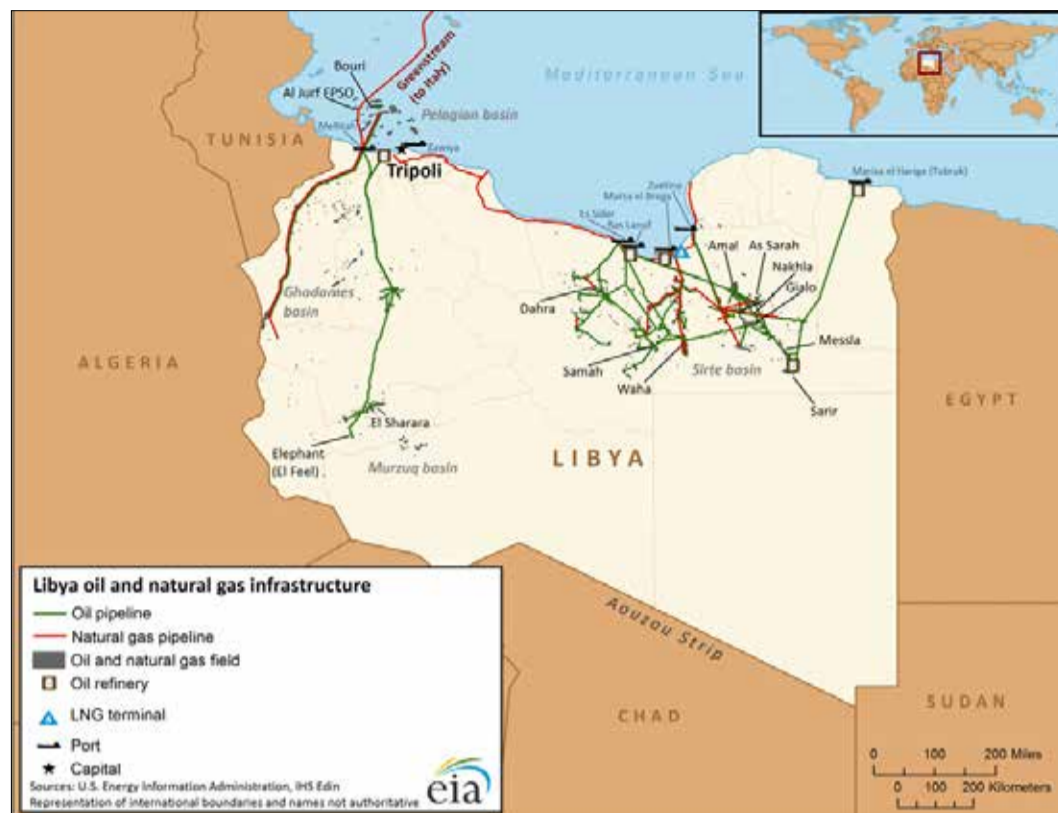 Greenstream
(to Italy)
Mediterranean Sea
Bouri
Al Jurf FPSO
Pelagian basin
TUNISIA
Mellitah
Zawiya
Tripoli
Marsa el Hariga (Tobruk)
Zueitina
Marsa el Brega
Es Sider
Ras Lanuf
Amal
As Sarah
Nakhla
Gialo
Ghadames
basin
Dahra
ALGERIA
Messla
Samah
Sirte basin
Waha
EGYPT
Sarir
El Sharara
Elephant
(El Feel)
Murzuq basin
LIBYA
Libya oil and natural gas infrastructure
Oil pipeline
Natural gas pipeline
Oil and natural gas field
Oil refinery
LNG terminal
Port
Capital
Sources: U.S. Energy Information Administration, IHS Edin
Representation of international boundaries and names not authoritative
eia
Aouzou Strip
CHAD
SUDAN
0 100 200 Miles
0 100 200 Kilometers